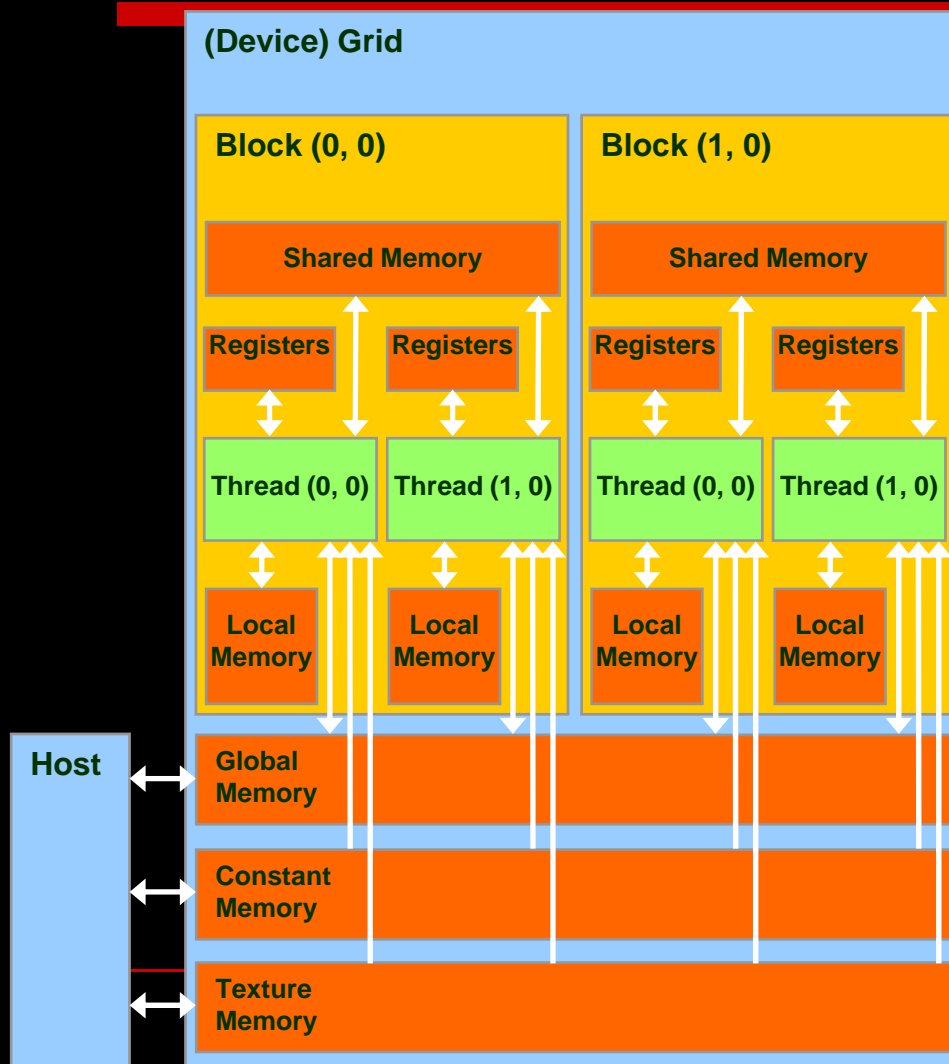 (Device) Grid
Block (0, 0)
Block (1, 0)
Shared Memory
Shared Memory
Registers
Registers
Registers
Registers
Thread (0, 0)
Thread (1, 0)
Thread (0, 0)
Thread (1, 0)
Local
Memory
Local
Memory
Local
Memory
Local
Memory
Host
Global
Memory
Constant
Memory
Texture
Memory